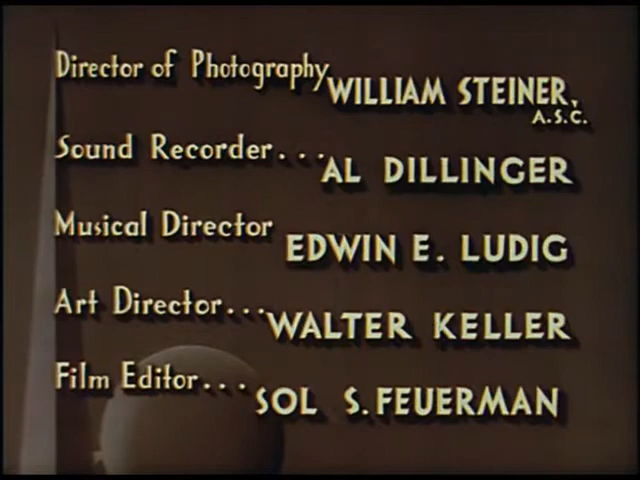 Director of Photography
WILLIAM STEINER,
A.S.C.
Sound Recorder...
AL DILLINGER
Musical Director
EDWIN E. LUDIG
Art Director...
WALTER KELLER
Film Editor...
SOL S. FEUERMAN